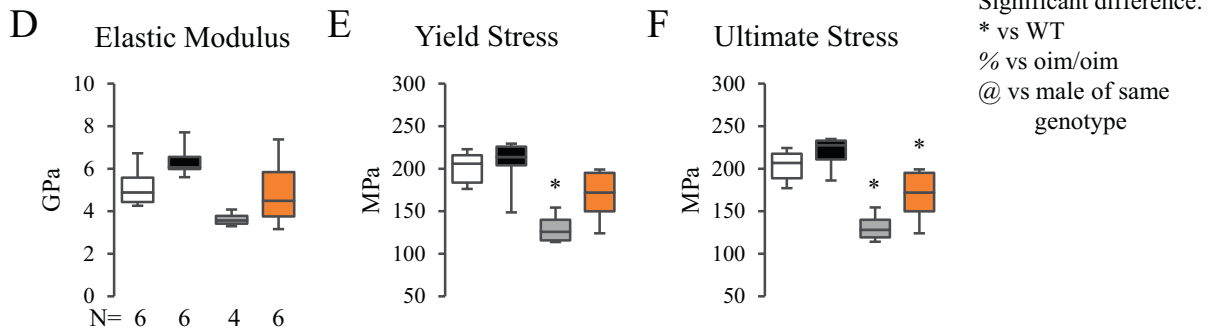 Significant difference:
* vs WT
% vs oim/oim
@ vs male of same
genotype
D Elastic Modulus
GPa
10
8
6
4
2
0
N= 6 6 4 6
E Yield Stress
MPa
300
250
200
150
100
50
*
F Ultimate Stress
MPa
300
250
200
150
100
50
*
*